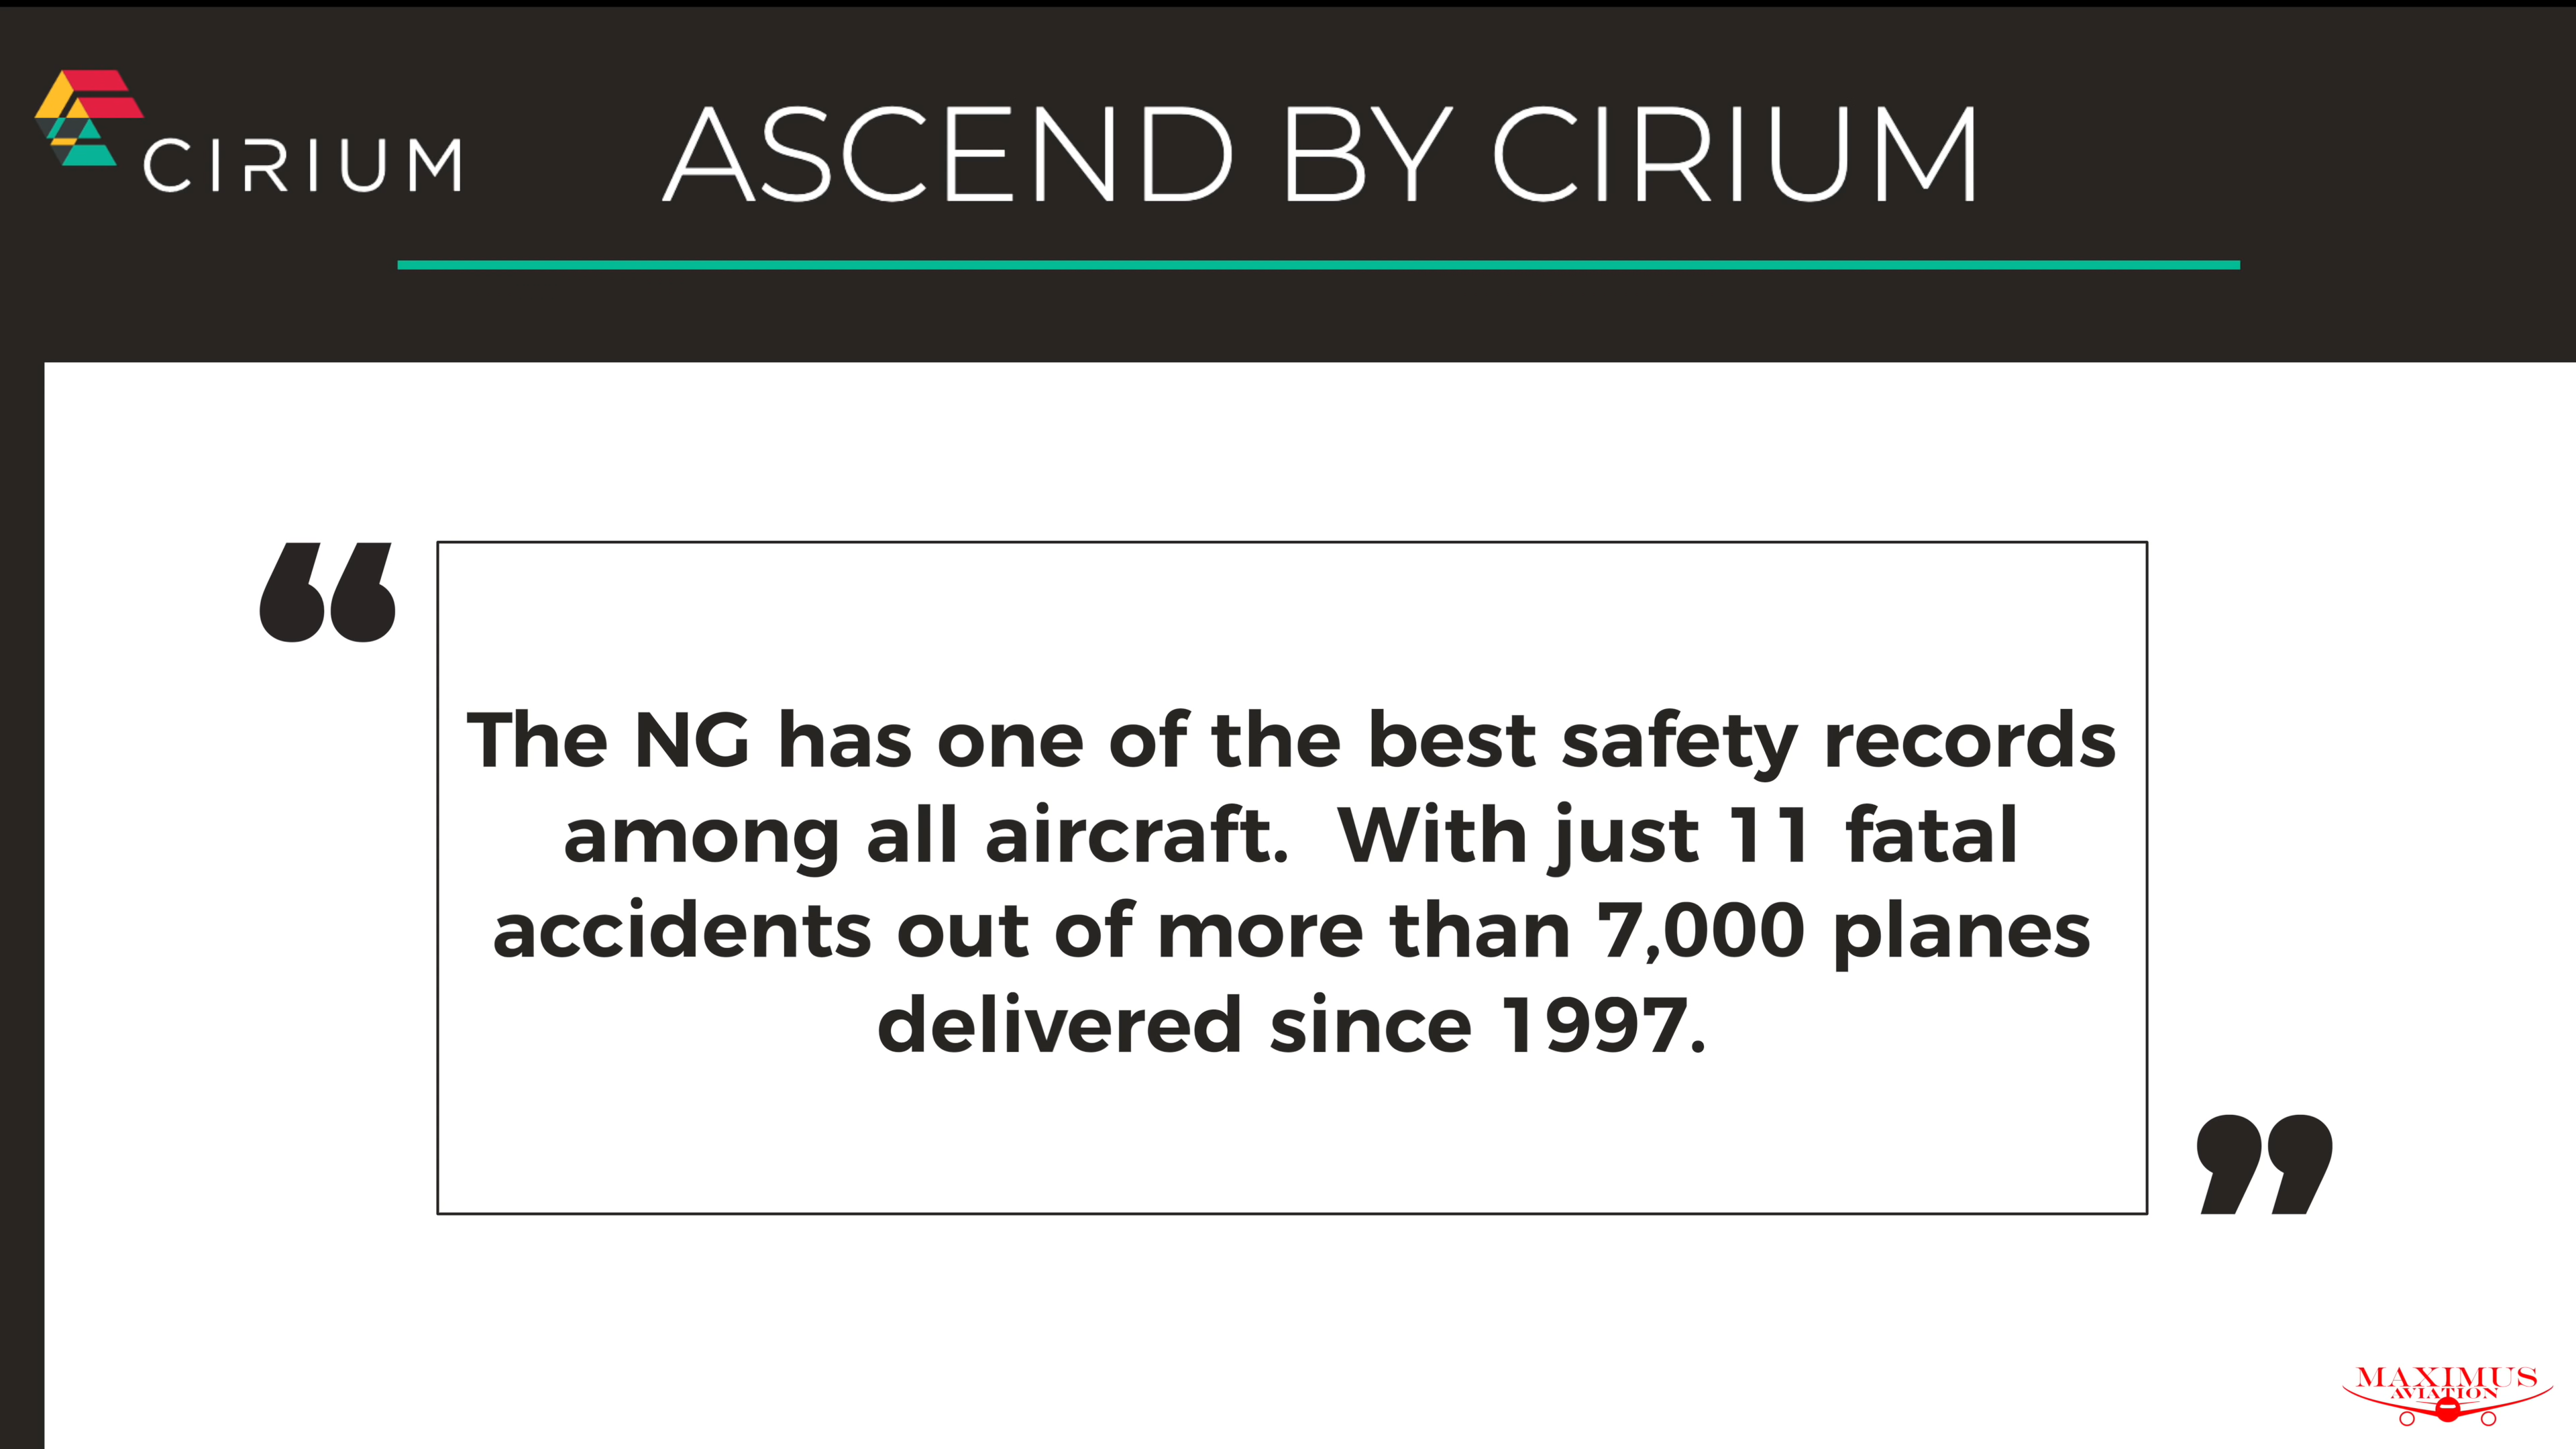 CIRIUM
ASCEND BY CIRIUM
“
The NG has one of the best safety records
among all aircraft.  With just 11 fatal
accidents out of more than 7,000 planes
delivered since 1997.
”
MAXIMUS
AVIATION